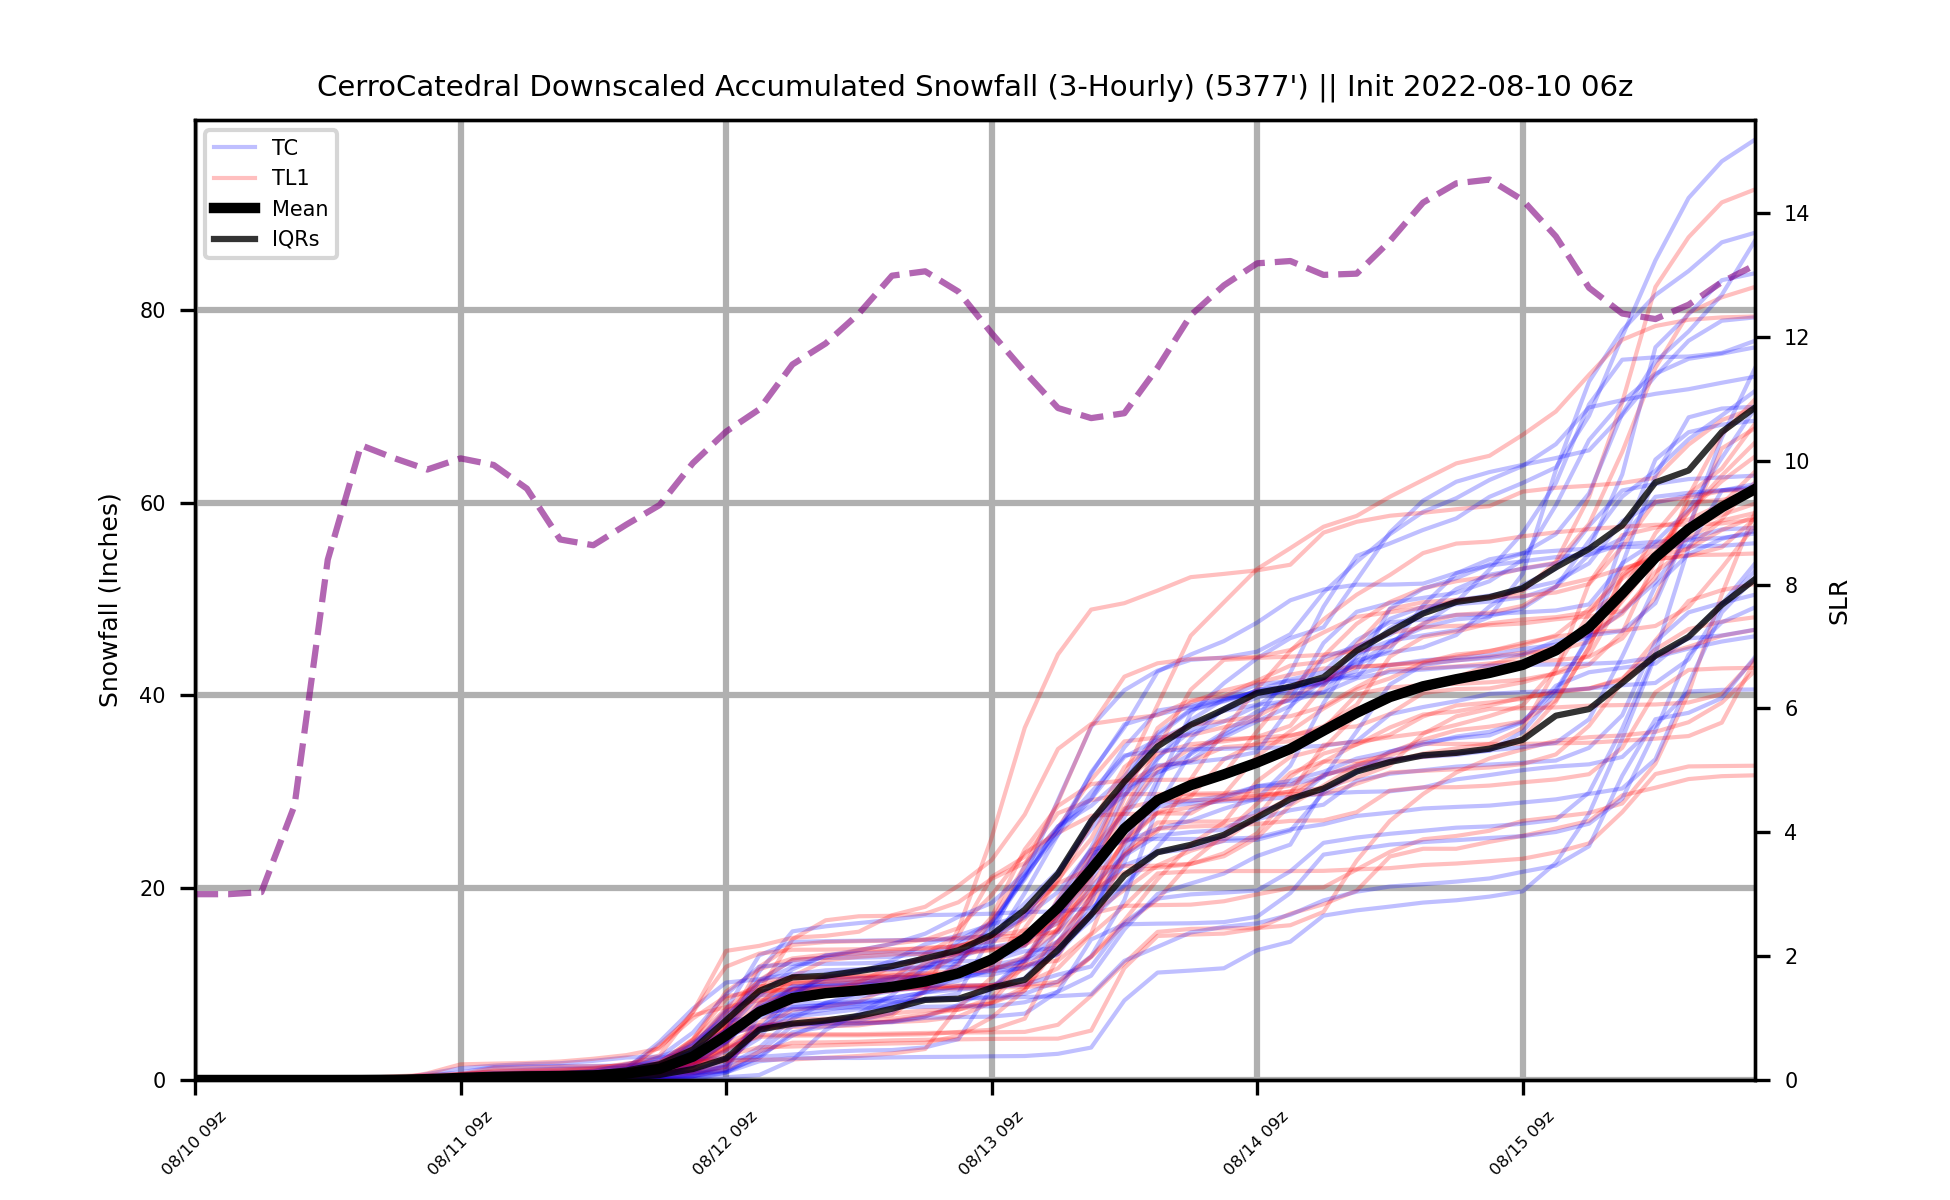 CerroCatedral Downscaled Accumulated Snowfall (3-Hourly) (5377') || Init 2022-08-10 06z
TC
TL1
Mean
IQRs
Snowfall (Inches)
80
60
40
20
0
14
12
10
8
6
4
2
0
SLR
08/10 09z
08/11 09z
08/12 09z
08/13 09z
08/14 09z
08/15 09z